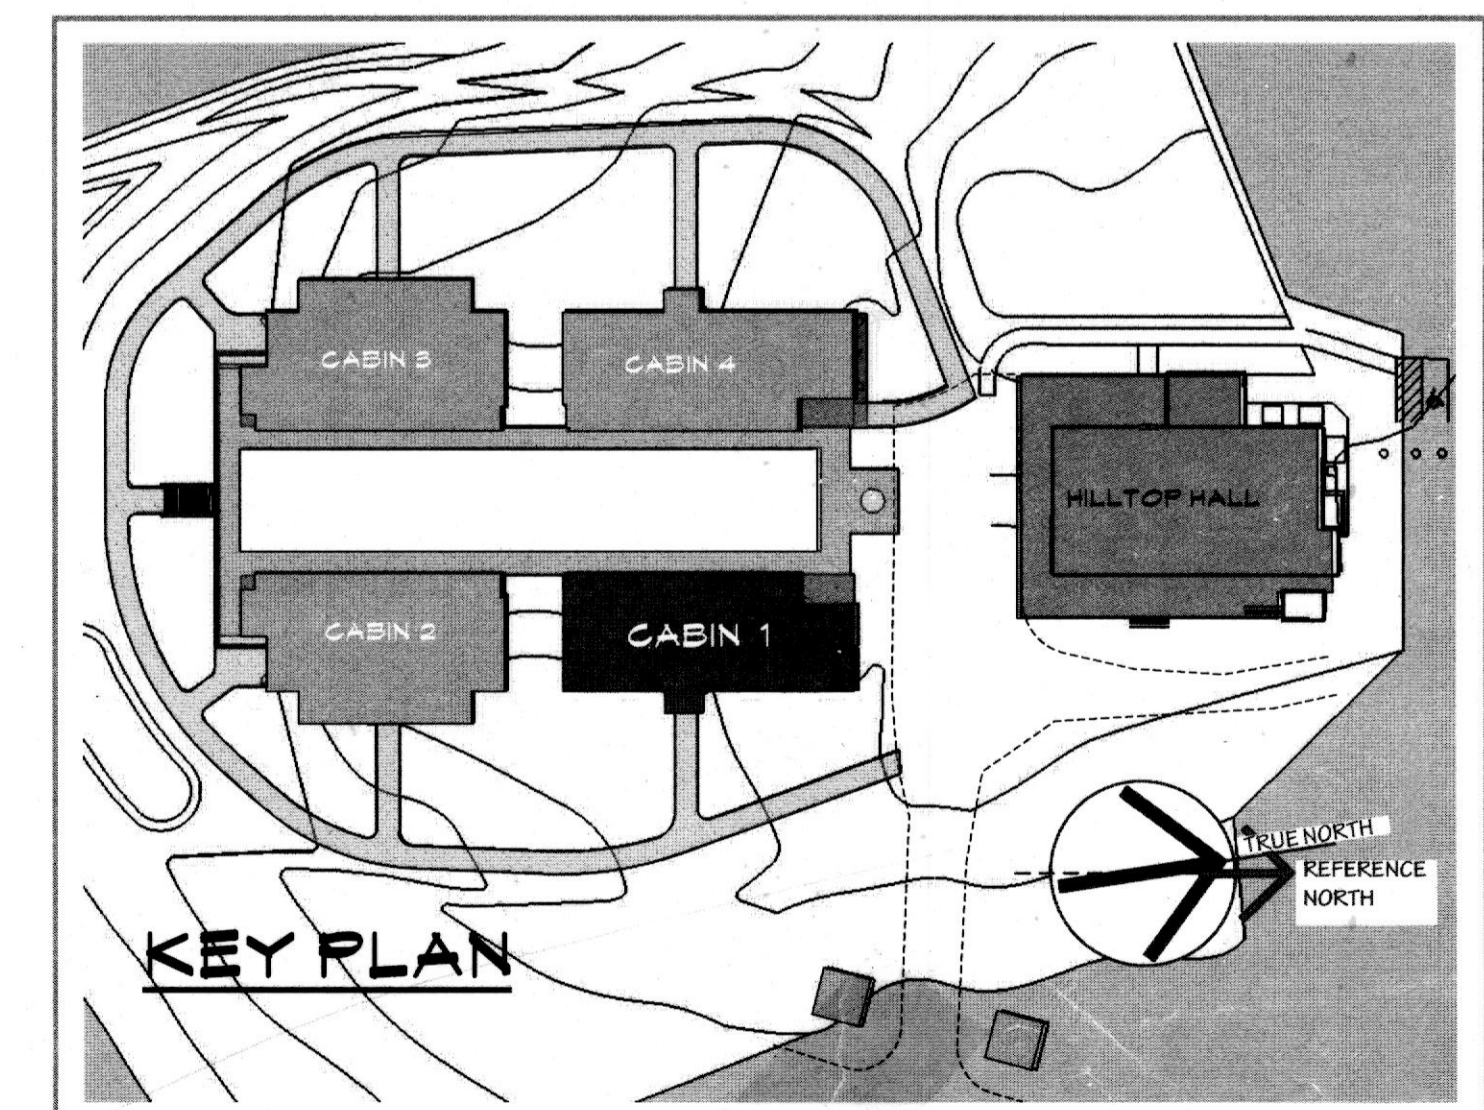 CABIN 3
CABIN 4
HILLTOP HALL
CABIN 2
CABIN 1
TRUE NORTH
REFERENCE
NORTH
KEY PLAN